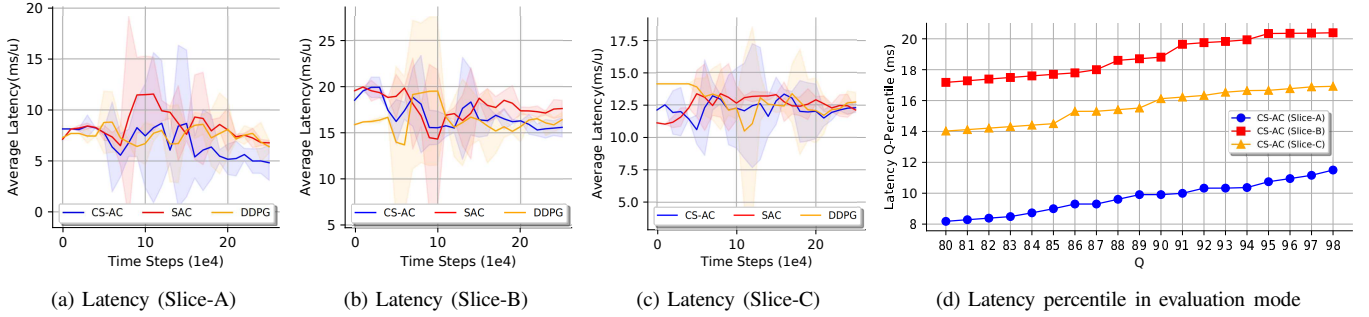 20
15
10
5
0
Average Latency(ms/u)
CS-AC SAC DDPG
0 10 20
Time Steps (1e4)
(a) Latency (Slice-A)
25
20
15
10
5
Average Latency(ms/u)
CS-AC SAC DDPG
0 10 20
Time Steps (1e4)
(b) Latency (Slice-B)
17.5
15.0
12.5
10.0
7.5
5.0
Average Latency(ms/u)
CS-AC SAC DDPG
0 10 20
Time Steps (1e4)
(c) Latency (Slice-C)
20
18
16
14
12
10
8
Latency Q-Percentile (ms)
CS-AC (Slice-A)
CS-AC (Slice-B)
CS-AC (Slice-C)
80 81 82 83 84 85 86 87 88 89 90 91 92 93 94 95 96 97 98
Q
(d) Latency percentile in evaluation mode